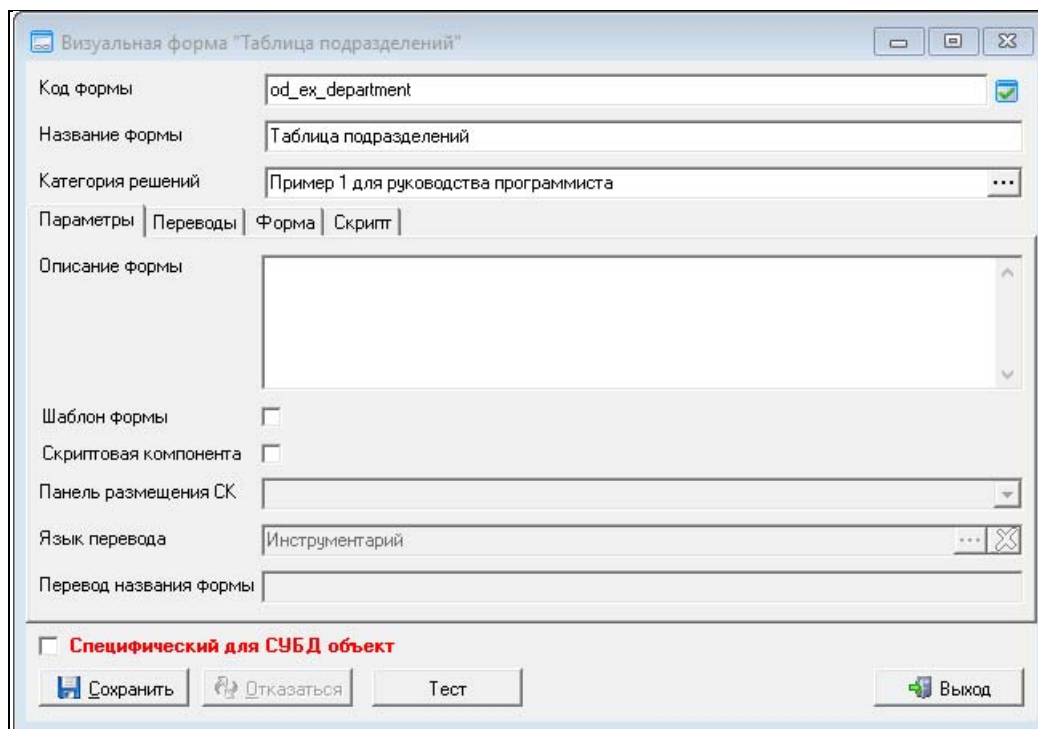 Визуальная форма "Таблица подразделений"
Код формы od_ex_department
Название формы Таблица подразделений
Категория решений Пример 1 для руководства программиста ...
Параметры Переводы Форма Скрипт
Описание формы
Шаблон формы
Скриптовая компонента
Панель размещения СК
Язык перевода Инструментарий ...
Перевод названия формы
Специфический для СУБД объект
Сохранить Отказаться Тест Выход